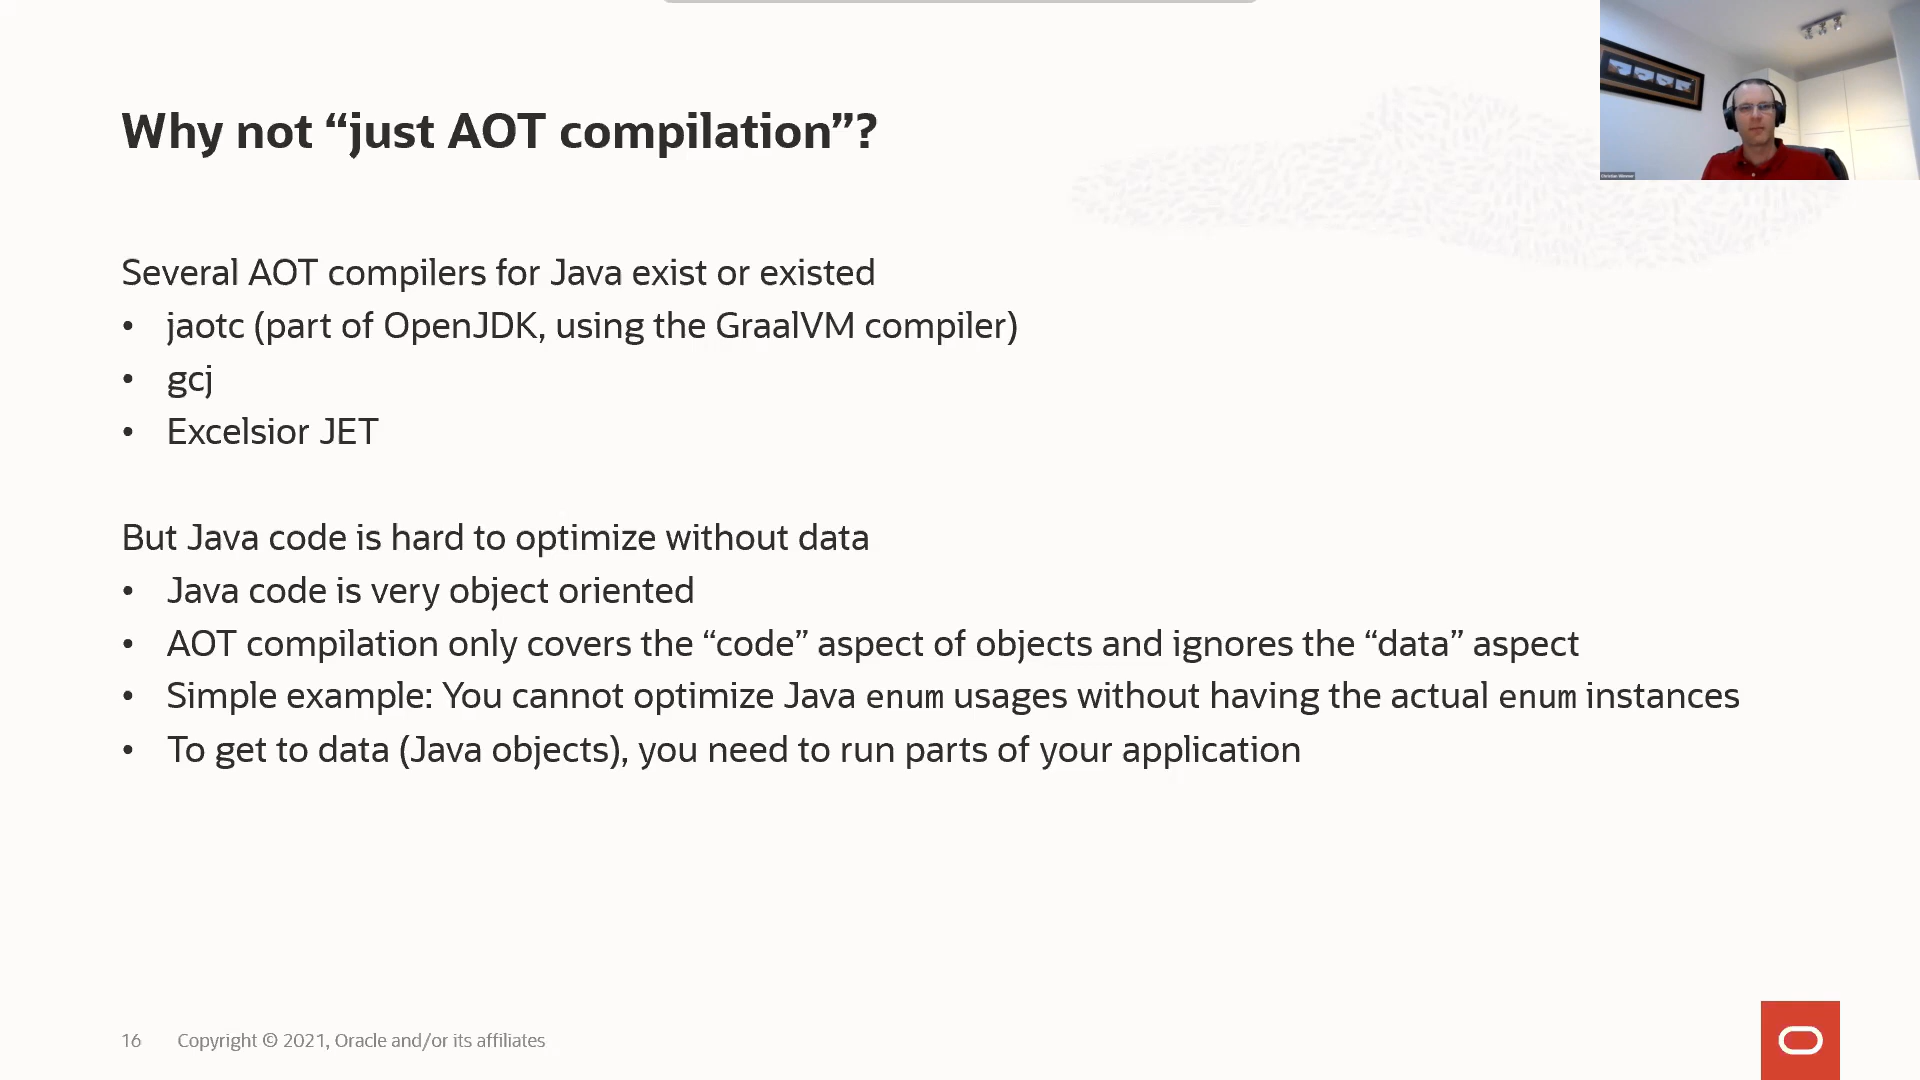 Why not “just AOT compilation”?
Christian Wimmer
Several AOT compilers for Java exist or existed
• jaotc (part of OpenJDK, using the GraalVM compiler)
• gcj
• Excelsior JET
But Java code is hard to optimize without data
• Java code is very object oriented
• AOT compilation only covers the “code” aspect of objects and ignores the “data” aspect
• Simple example: You cannot optimize Java enum usages without having the actual enum instances
• To get to data (Java objects), you need to run parts of your application
16 Copyright © 2021, Oracle and/or its affiliates